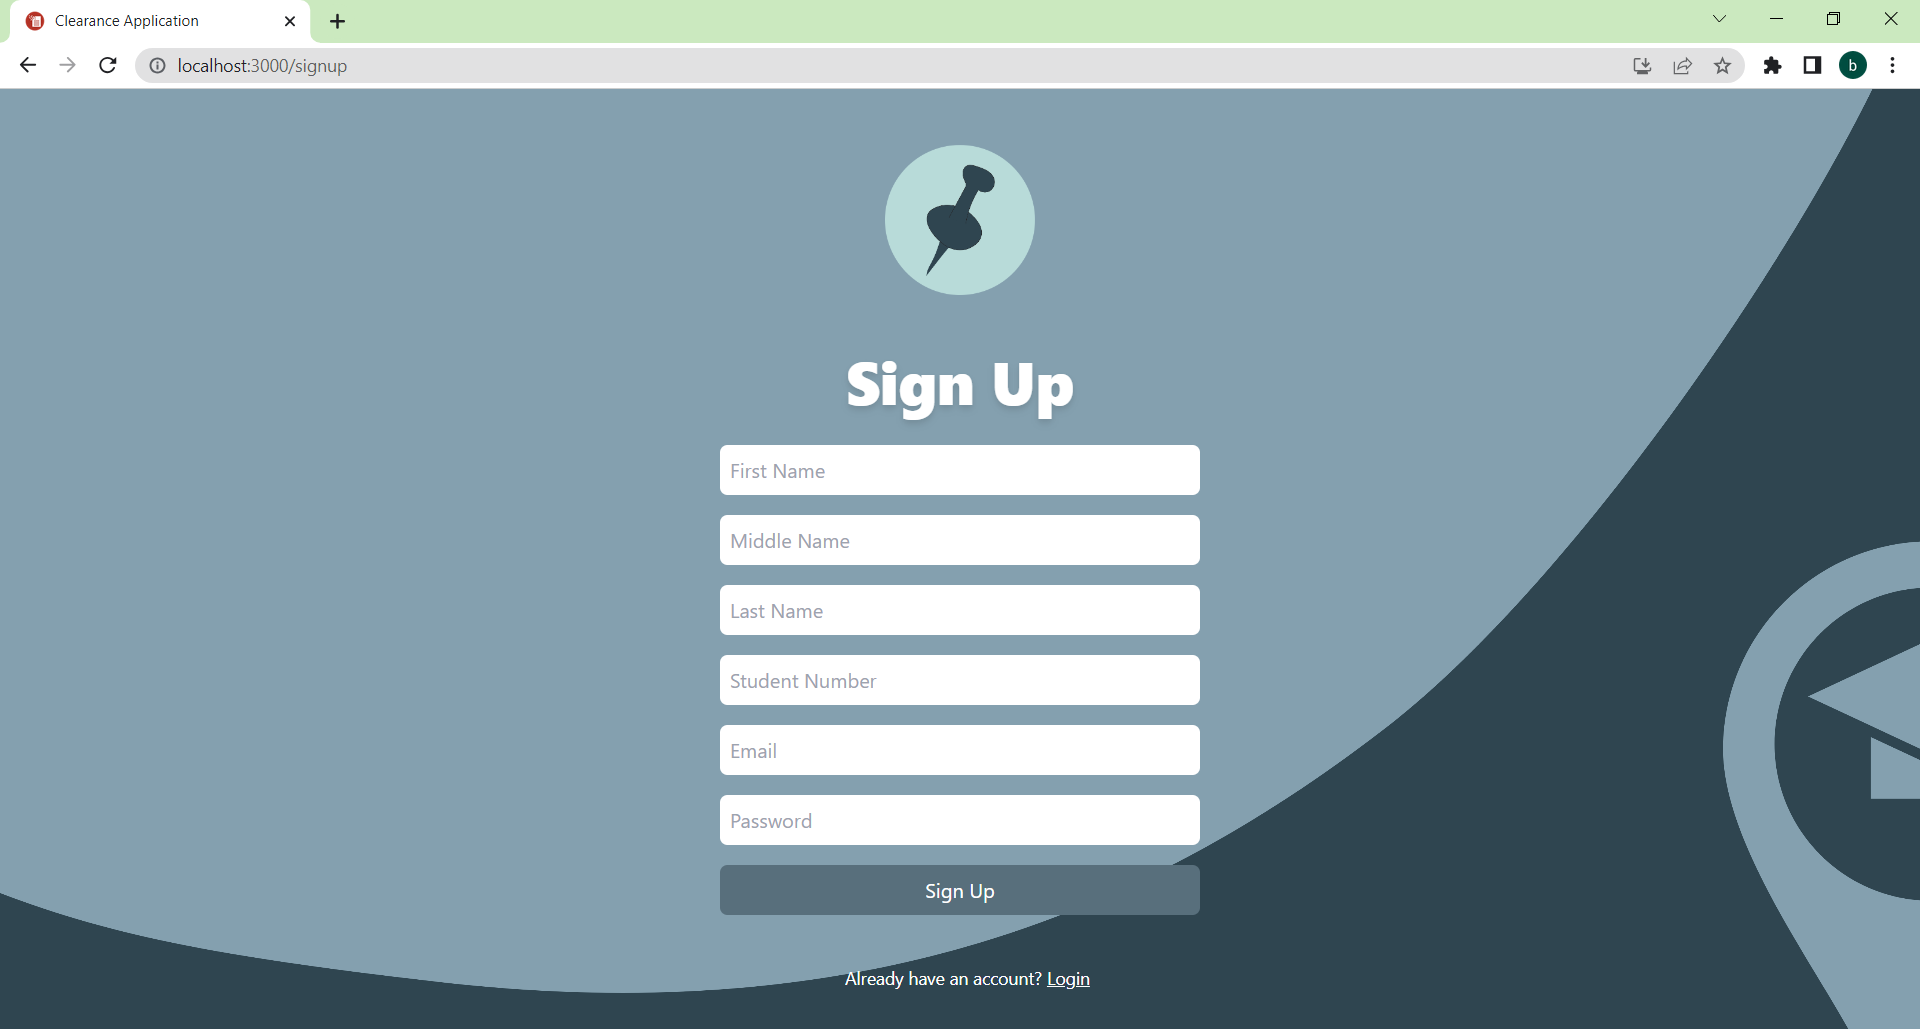 Clearance Application
localhost:3000/signup
b
Sign Up
First Name
Middle Name
Last Name
Student Number
Email
Password
Sign Up
Already have an account? Login